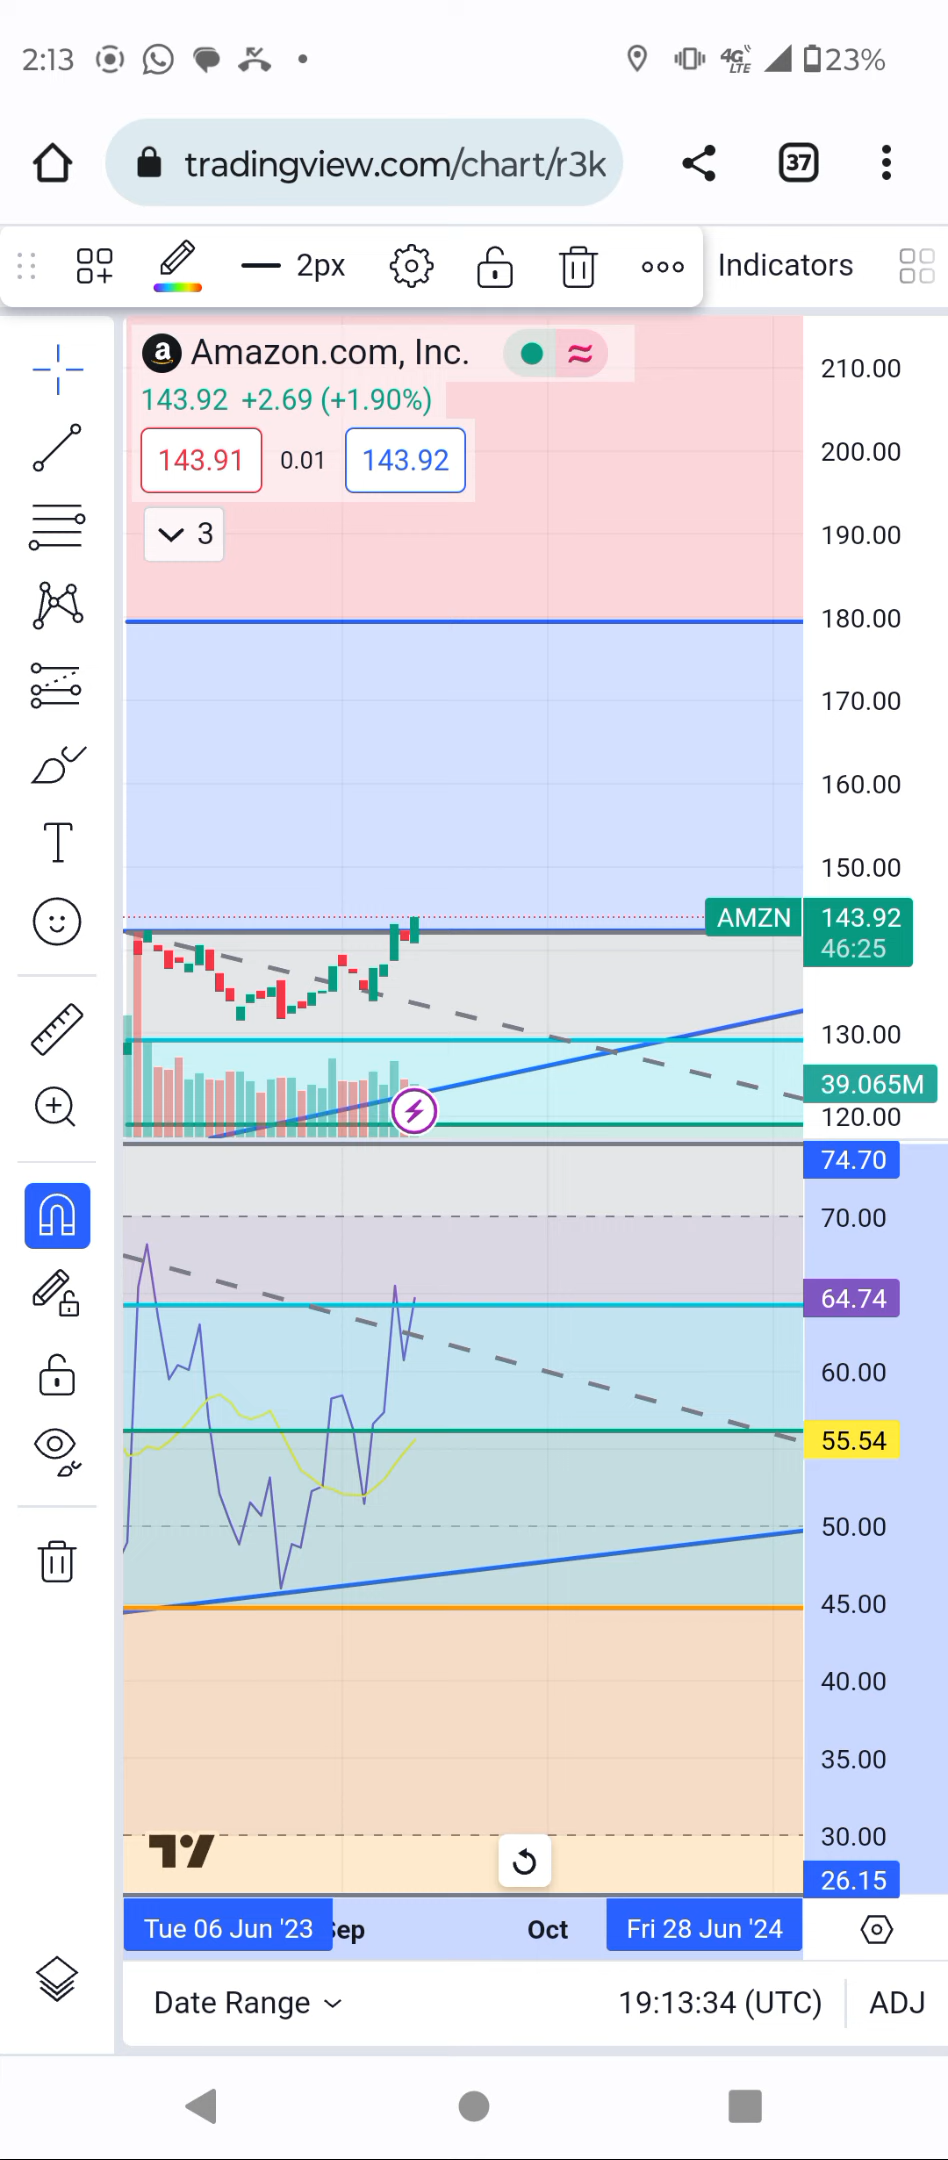 2:13 4G LTE 23%
tradingview.com/chart/r3k 37
2px Indicators
Amazon.com, Inc.
143.92 +2.69 (+1.90%)
143.91 0.01 143.92
3
210.00
200.00
190.00
180.00
170.00
160.00
150.00
AMZN 143.92
46:25
130.00
39.065M
120.00
74.70
70.00
64.74
60.00
55.54
50.00
45.00
40.00
35.00
30.00
26.15
Tue 06 Jun '23 Sep Oct Fri 28 Jun '24
Date Range 19:13:34 (UTC) ADJ